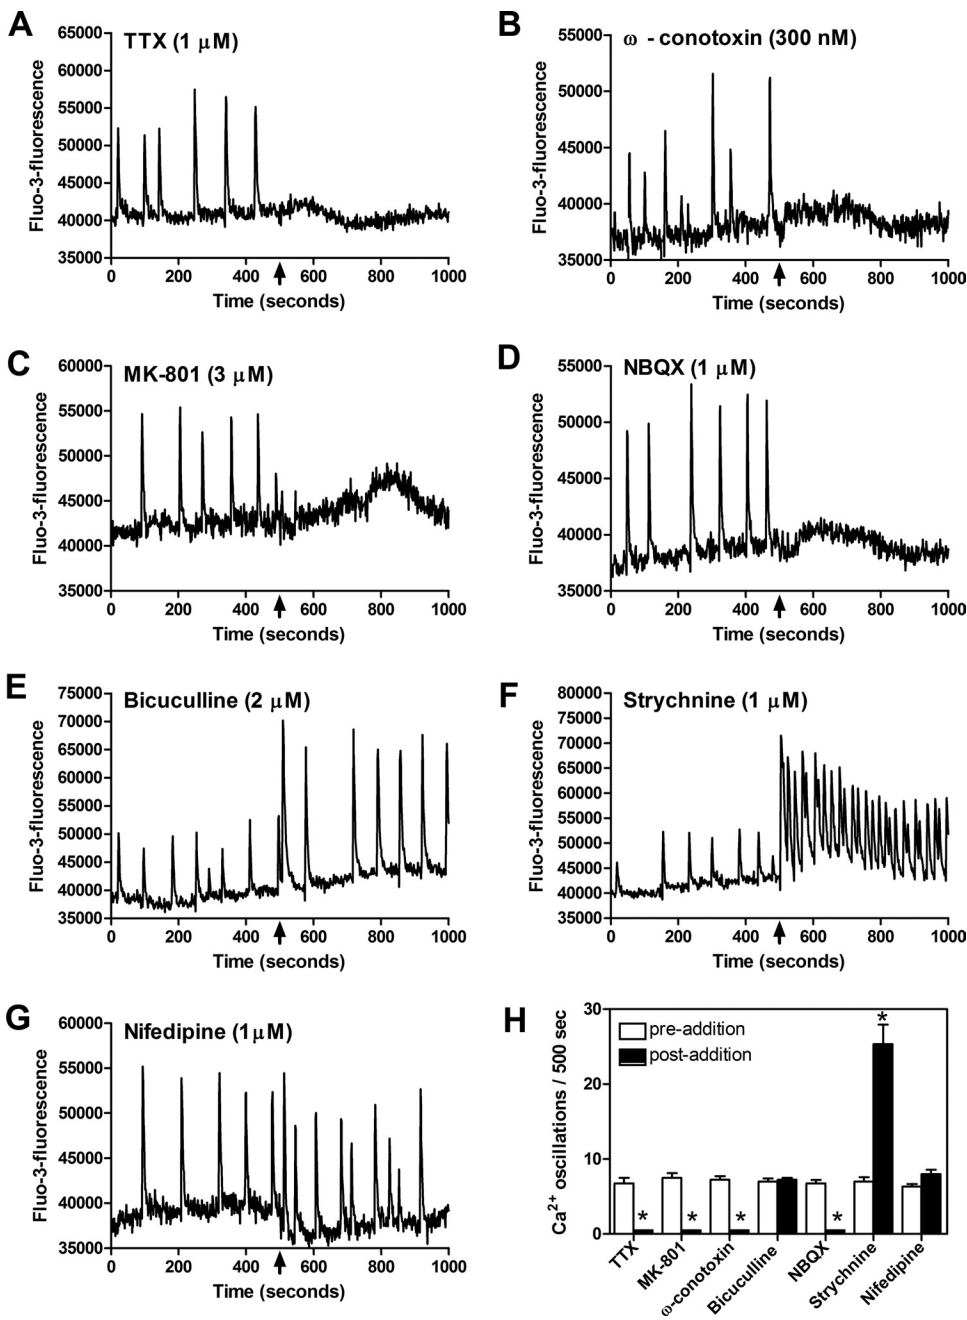 A
TTX (1 μM)
65000
60000
55000
50000
45000
40000
35000
Fluo-3-fluorescence
0 200 400 600 800 1000
Time (seconds)
B
ω - conotoxin (300 nM)
55000
50000
45000
40000
35000
Fluo-3-fluorescence
0 200 400 600 800 1000
Time (seconds)
C
MK-801 (3 μM)
60000
55000
50000
45000
40000
35000
Fluo-3-fluorescence
0 200 400 600 800 1000
Time (seconds)
D
NBQX (1 μM)
55000
50000
45000
40000
35000
Fluo-3-fluorescence
0 200 400 600 800 1000
Time (seconds)
E
Bicuculline (2 μM)
75000
70000
65000
60000
55000
50000
45000
40000
35000
Fluo-3-fluorescence
0 200 400 600 800 1000
Time (seconds)
F
Strychnine (1 μM)
80000
75000
70000
65000
60000
55000
50000
45000
40000
35000
Fluo-3-fluorescence
0 200 400 600 800 1000
Time (seconds)
G
Nifedipine (1μM)
60000
55000
50000
45000
40000
35000
Fluo-3-fluorescence
0 200 400 600 800 1000
Time (seconds)
H
30
20
10
0
Ca²⁺ oscillations / 500 sec
pre-addition
post-addition
* * * * *
TTX
MK-801
ω-conotoxin
Bicuculline
NBQX
Strychnine
Nifedipine